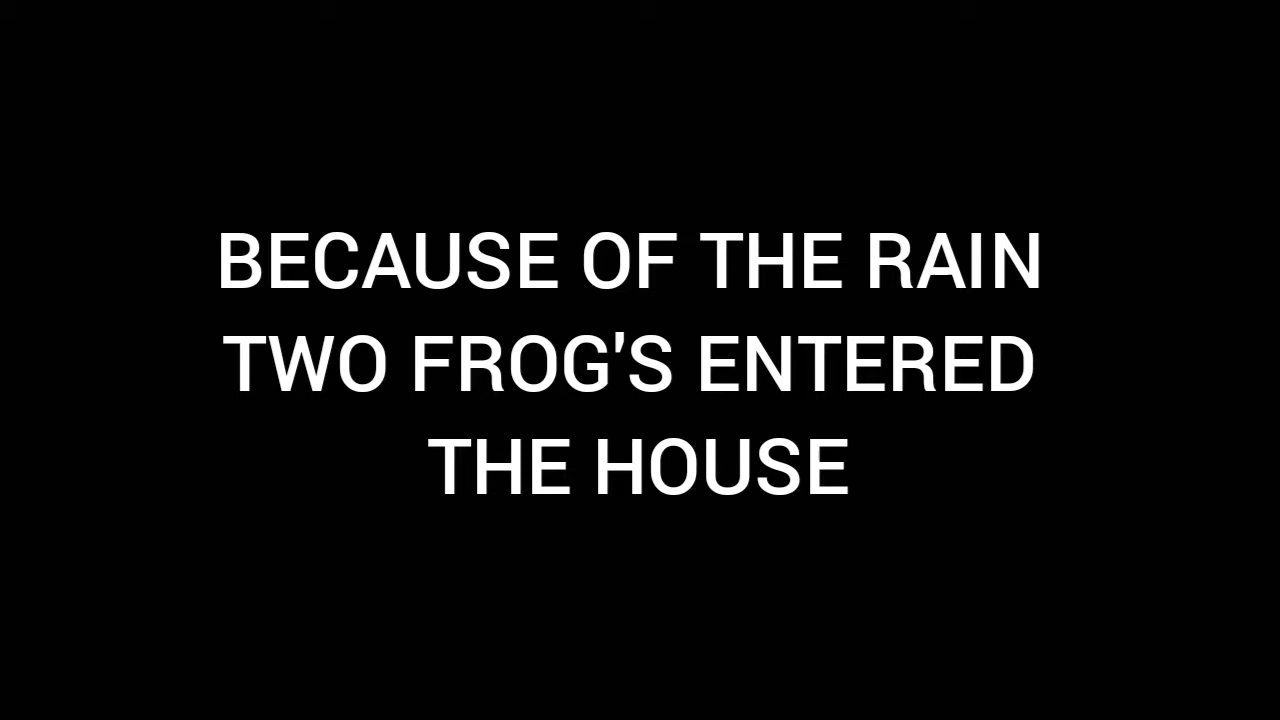 BECAUSE OF THE RAIN
TWO FROG'S ENTERED
THE HOUSE